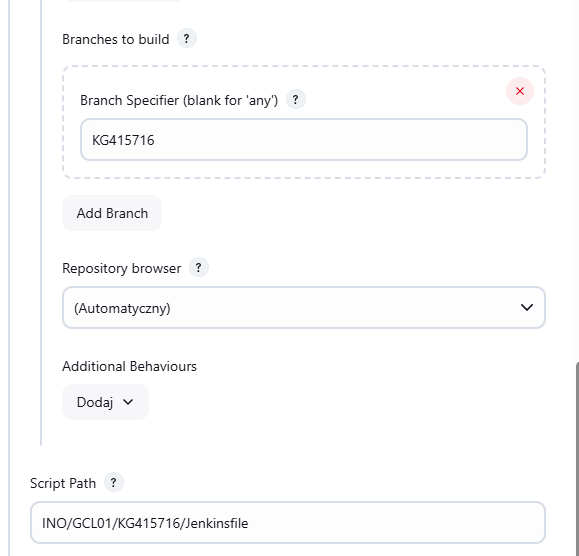 Branches to build ?
Branch Specifier (blank for 'any') ?
KG415716
Add Branch
Repository browser ?
(Automatyczny)
Additional Behaviours
Dodaj
Script Path ?
INO/GCL01/KG415716/Jenkinsfile